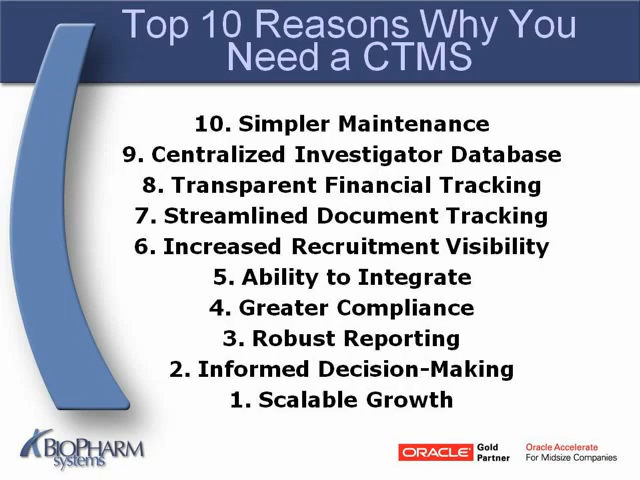 Top 10 Reasons Why You
Need a CTMS
10. Simpler Maintenance
9. Centralized Investigator Database
8. Transparent Financial Tracking
7. Streamlined Document Tracking
6. Increased Recruitment Visibility
5. Ability to Integrate
4. Greater Compliance
3. Robust Reporting
2. Informed Decision-Making
1. Scalable Growth
BIOPHARM
systems
ORACLE
Gold
Partner
Oracle Accelerate
For Midsize Companies